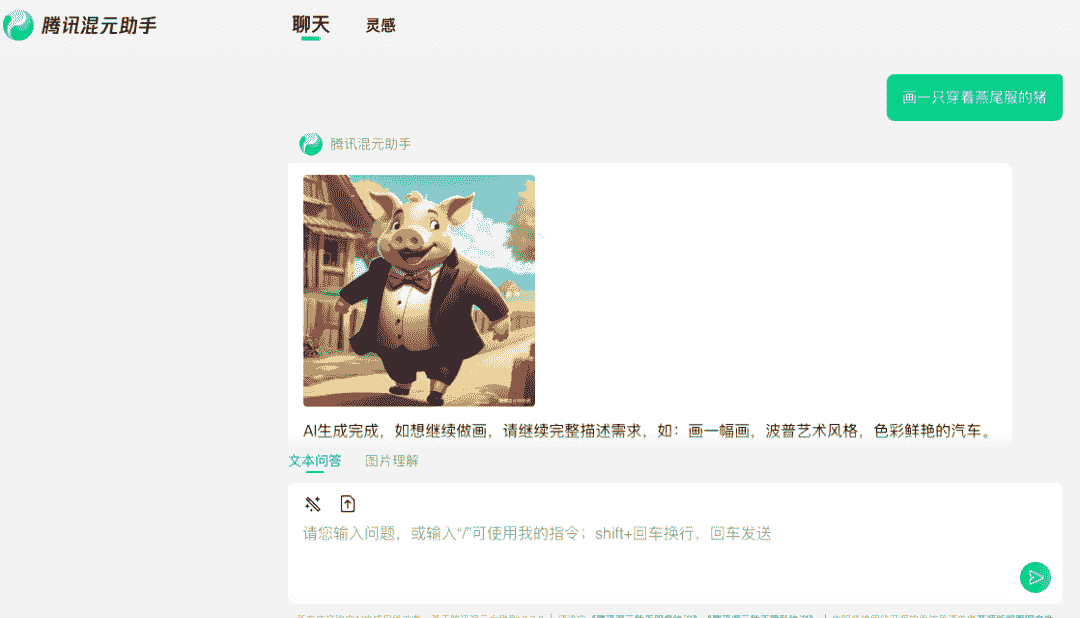 腾讯混元助手
聊天 灵感
画一只穿着燕尾服的猪
腾讯混元助手
AI生成完成，如想继续做画，请继续完整描述需求，如：画一幅画，波普艺术风格，色彩鲜艳的汽车。
文本问答 图片理解
请您输入问题，或输入“/”可使用我的指令；shift+回车换行，回车发送